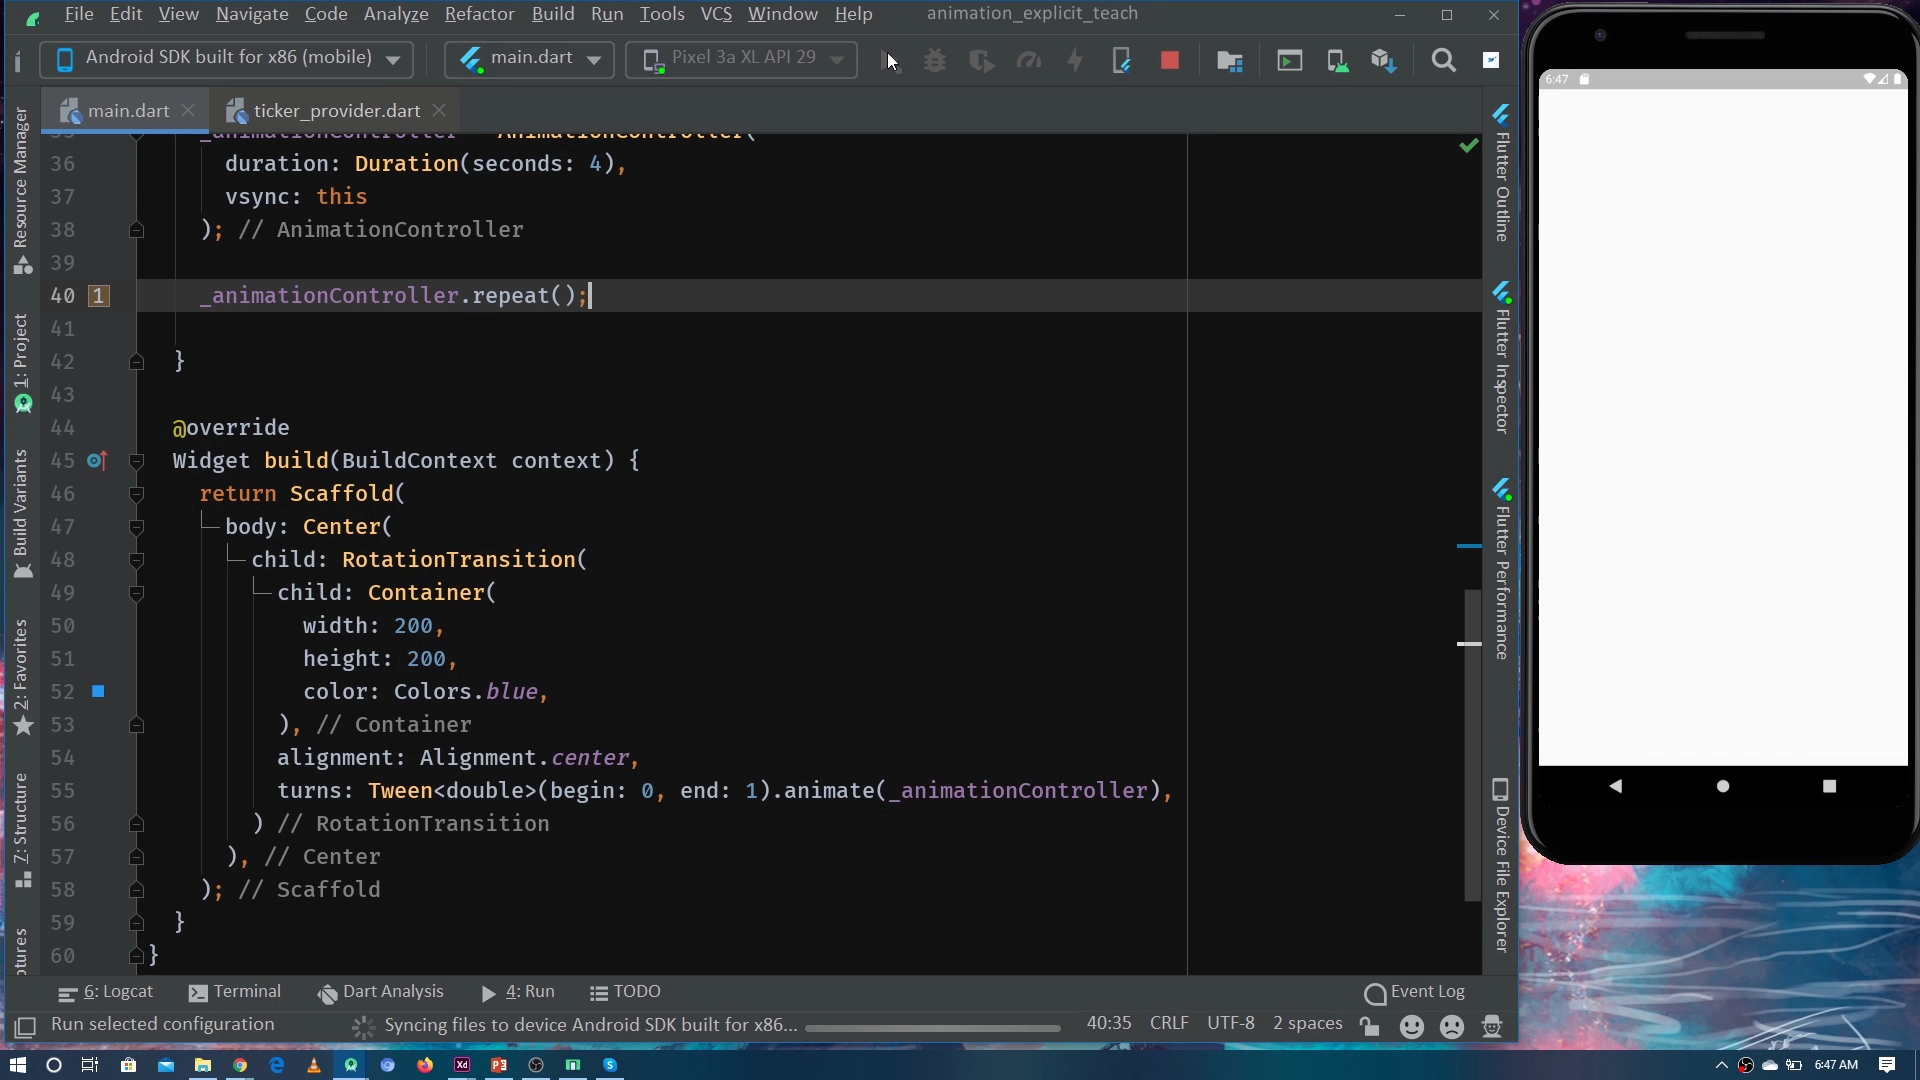 File Edit View Navigate Code Analyze Refactor Build Run Tools VCS Window Help animation_explicit_teach
Android SDK built for x86 (mobile) main.dart Pixel 3a XL API 29
main.dart ticker_provider.dart
_animationController = AnimationController(
36 duration: Duration(seconds: 4),
37 vsync: this
38 ); // AnimationController
39
40 1 _animationController.repeat();
41
42 }
43
44 @override
45 Widget build(BuildContext context) {
46 return Scaffold(
47 body: Center(
48 child: RotationTransition(
49 child: Container(
50 width: 200,
51 height: 200,
52 color: Colors.blue,
53 ), // Container
54 alignment: Alignment.center,
55 turns: Tween<double>(begin: 0, end: 1).animate(_animationController),
56 ) // RotationTransition
57 ), // Center
58 ); // Scaffold
59 }
60 }
Resource Manager
1: Project
Build Variants
2: Favorites
7: Structure
ptures
Flutter Outline
Flutter Inspector
Flutter Performance
Device File Explorer
6:47
6: Logcat Terminal Dart Analysis 4: Run TODO Event Log
Run selected configuration Syncing files to device Android SDK built for x86... 40:35 CRLF UTF-8 2 spaces
Xd P S 6:47 AM